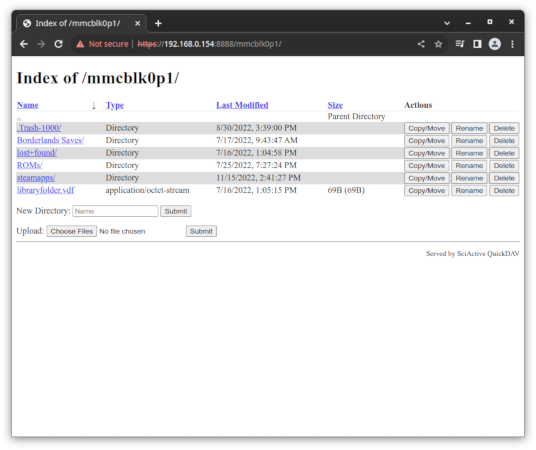 Index of /mmcblk0p1/
Not secure | https://192.168.0.154:8888/mmcblk0p1/
Index of /mmcblk0p1/
Name ↓ Type Last Modified Size Actions
.. Parent Directory
.Trash-1000/ Directory 8/30/2022, 3:39:00 PM Copy/Move Rename Delete
Borderlands Saves/ Directory 7/17/2022, 9:43:47 AM Copy/Move Rename Delete
lost+found/ Directory 7/16/2022, 1:04:58 PM Copy/Move Rename Delete
ROMs/ Directory 7/25/2022, 7:27:24 PM Copy/Move Rename Delete
steamapps/ Directory 11/15/2022, 2:41:27 PM Copy/Move Rename Delete
libraryfolder.vdf application/octet-stream 7/16/2022, 1:05:15 PM 69B (69B) Copy/Move Rename Delete
New Directory: Name Submit
Upload: Choose Files No file chosen Submit
Served by SciActive QuickDAV